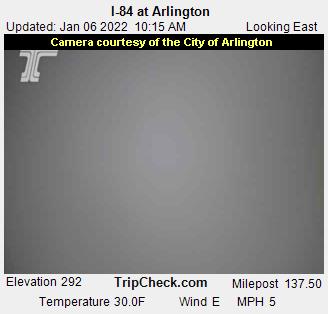 I-84 at Arlington
Updated: Jan 06 2022 10:15 AM Looking East
Camera courtesy of the City of Arlington
Elevation 292 TripCheck.com Milepost 137.50
Temperature 30.0F Wind E MPH 5